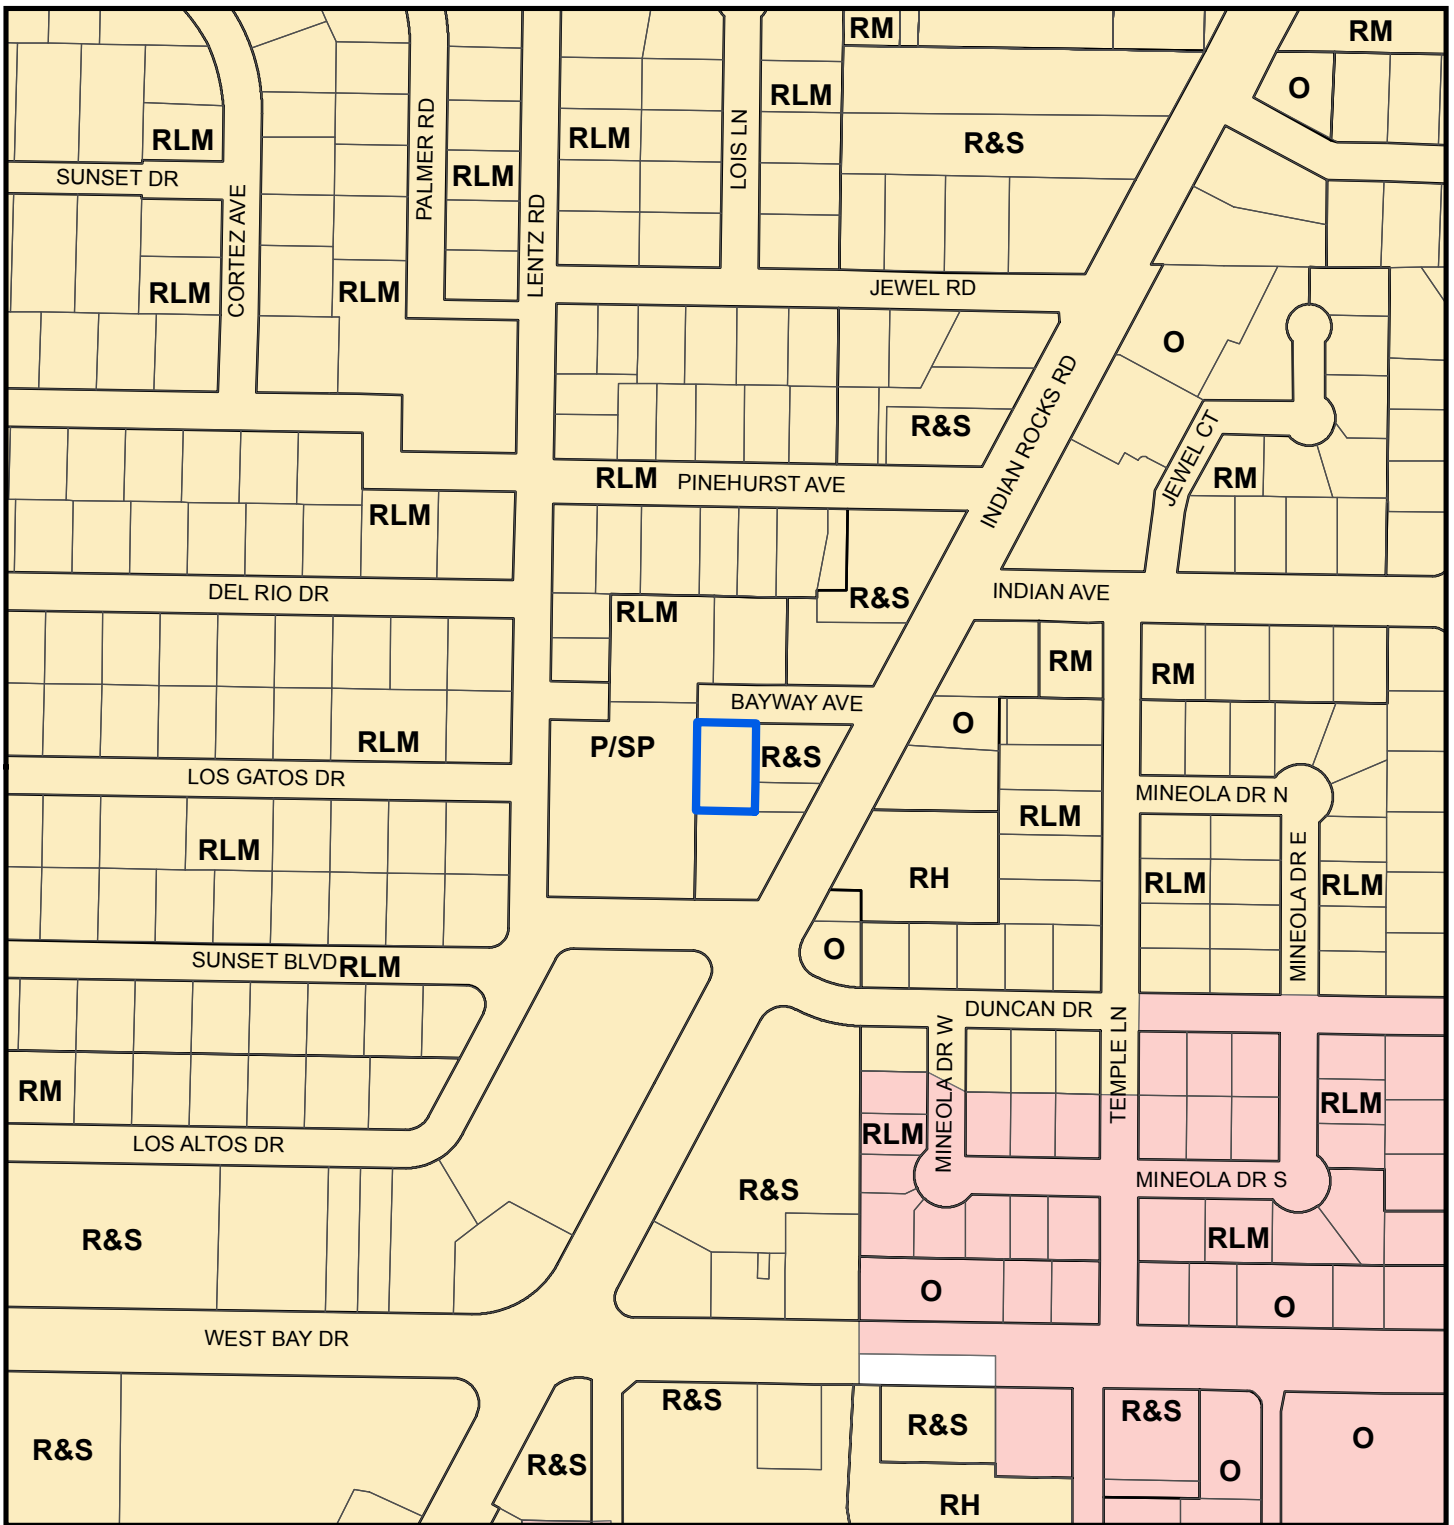 RM
RM
O
RLM
RLM
RLM
R&S
RLM
SUNSET DR
PALMER RD
LOIS LN
CORTEZ AVE
LENTZ RD
RLM
RLM
JEWEL RD
O
INDIAN ROCKS RD
R&S
JEWEL CT
RLM
PINEHURST AVE
RM
RLM
DEL RIO DR
INDIAN AVE
R&S
RLM
RM
RM
BAYWAY AVE
O
RLM
P/SP
R&S
LOS GATOS DR
MINEOLA DR N
RLM
RLM
MINEOLA DR E
RH
RLM
RLM
O
SUNSET BLVD
RLM
DUNCAN DR
MINEOLA DR W
TEMPLE LN
RM
RLM
RLM
LOS ALTOS DR
MINEOLA DR S
R&S
R&S
RLM
O
O
WEST BAY DR
R&S
R&S
R&S
O
R&S
R&S
O
RH